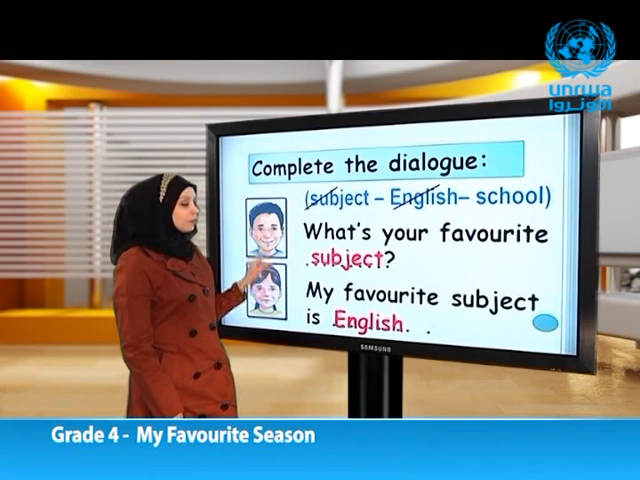 unrwa
الأونروا
Complete the dialogue:
(subject – English– school)
What's your favourite
.subject?
My favourite subject
is English. .
SAMSUNG
Grade 4 - My Favourite Season